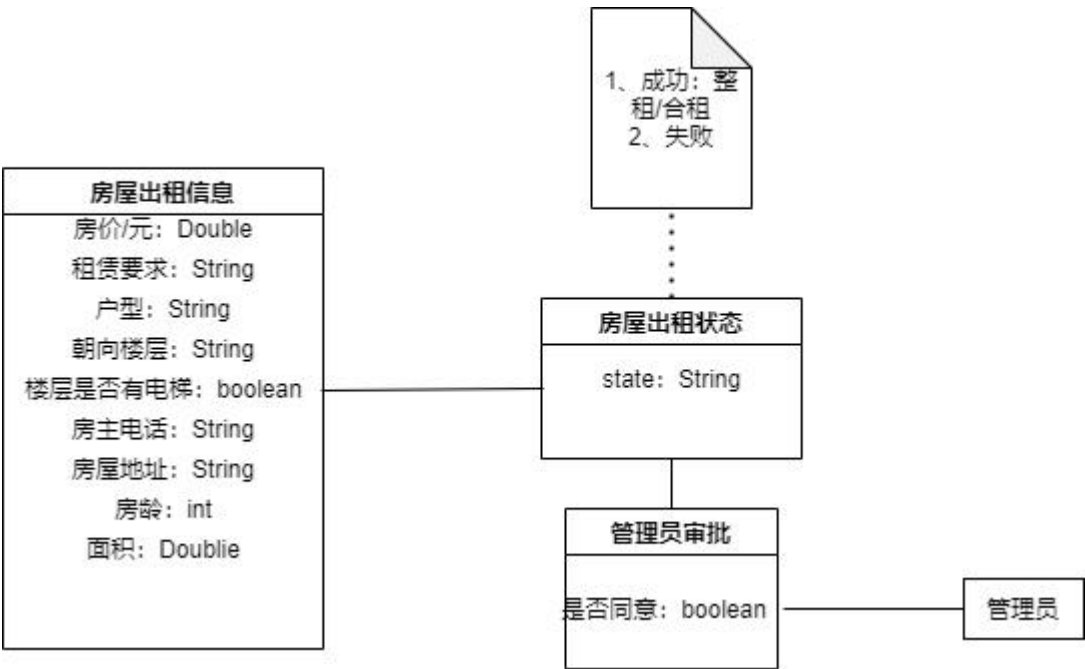 1、成功：整
租/合租
2、失败
房屋出租信息
房价/元：Double
租赁要求：String
户型：String
朝向楼层：String
楼层是否有电梯：boolean
房主电话：String
房屋地址：String
房龄：int
面积：Doublie
房屋出租状态
state：String
管理员审批
是否同意：boolean
管理员